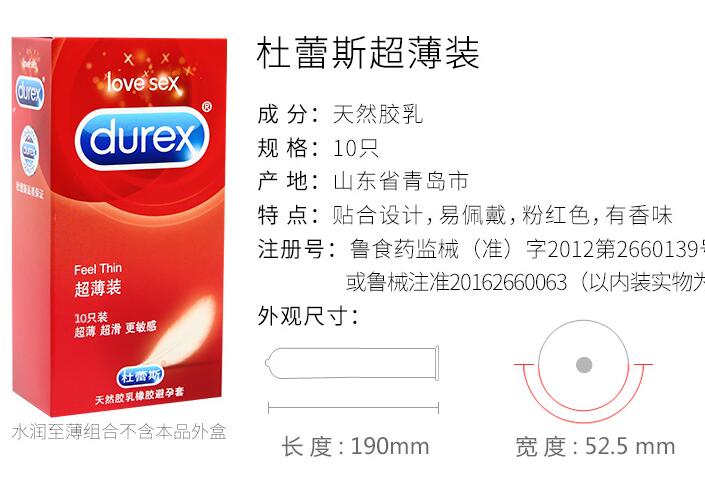 love sex
durex
durex®
Feel Thin
超薄装
10只装
超薄 超滑 更敏感
杜蕾斯
天然胶乳橡胶避孕套
水润至薄组合不含本品外盒
杜蕾斯超薄装
成 分：天然胶乳
规 格：10只
产 地：山东省青岛市
特 点：贴合设计，易佩戴，粉红色，有香味
注册号：鲁食药监械（准）字2012第2660139
或鲁械注准20162660063（以内装实物为
外观尺寸：
长 度：190mm
宽 度：52.5 mm